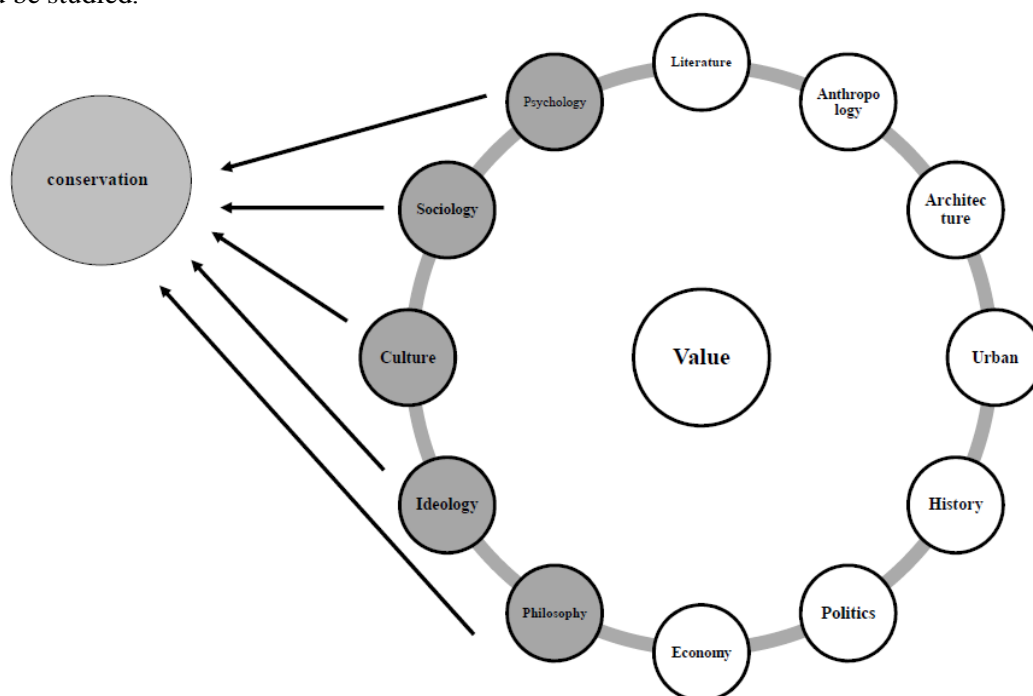 be studied.
Literature
Psychology
Anthropo
logy
conservation
Sociology
Architec
ture
Culture
Value
Urban
Ideology
History
Philosophy
Politics
Economy